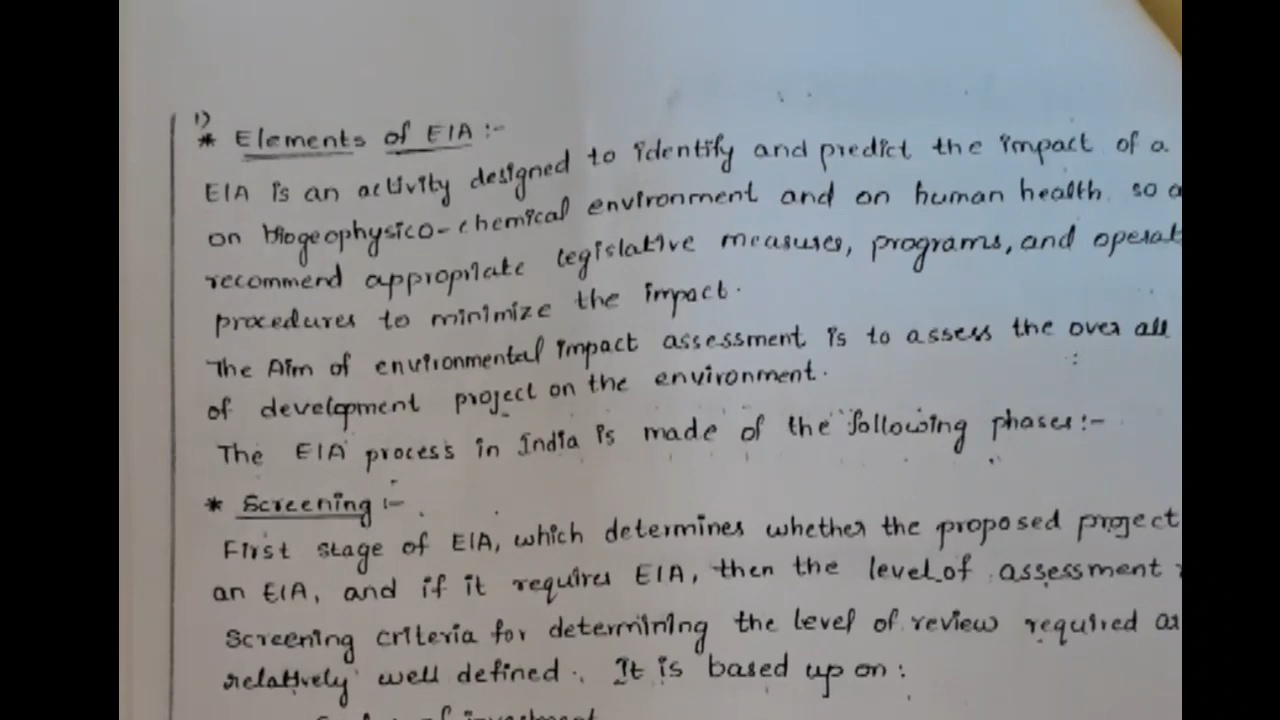 1)
* Elements of EIA :-
EIA is an activity designed to identify and predict the impact of a
on biogeophysico-chemical environment and on human health, so a
recommend appropriate legislative measures, programs, and operat
procedures to minimize the impact.
The Aim of environmental impact assessment is to assess the over all
of development project on the environment.
The EIA process in India is made of the following phases:-
* Screening :-
First stage of EIA, which determines whether the proposed project
an EIA, and if it requires EIA, then the level of assessment
Screening criteria for determining the level of review required ar
relatively well defined. It is based upon:
of investment